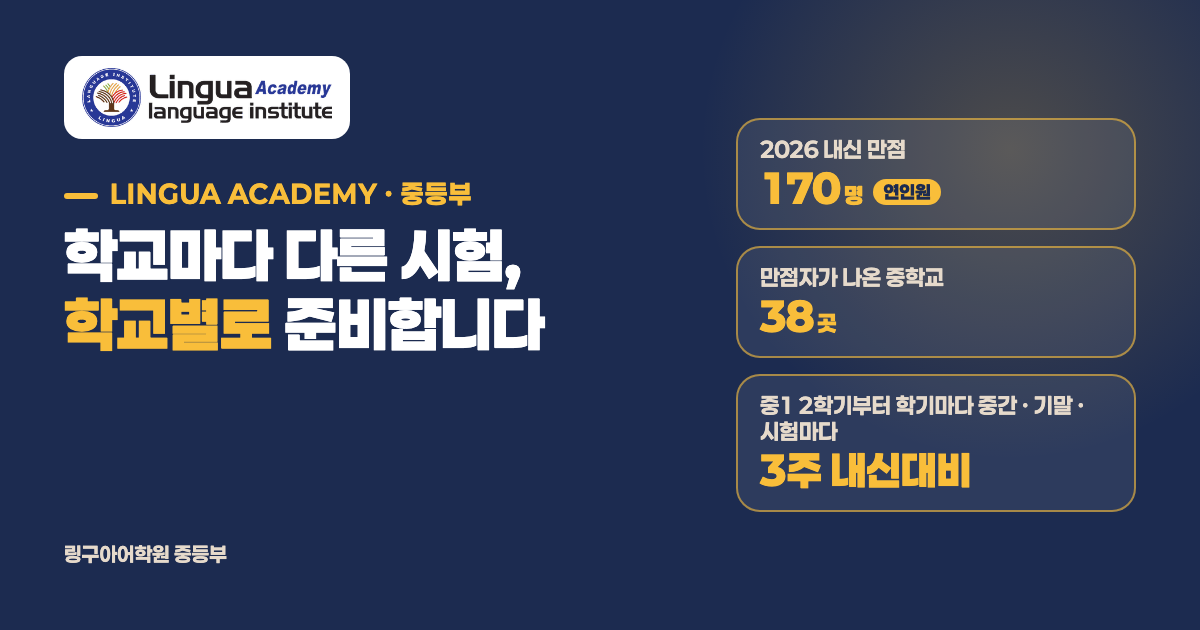 LANGUAGE INSTITUTE
LINGUA
Lingua Academy
language institute
LINGUA ACADEMY · 중등부
학교마다 다른 시험,
학교별로 준비합니다
링구아어학원 중등부
2026 내신 만점
170명 연인원
만점자가 나온 중학교
38곳
중1 2학기부터 학기마다 중간 · 기말 ·
시험마다
3주 내신대비